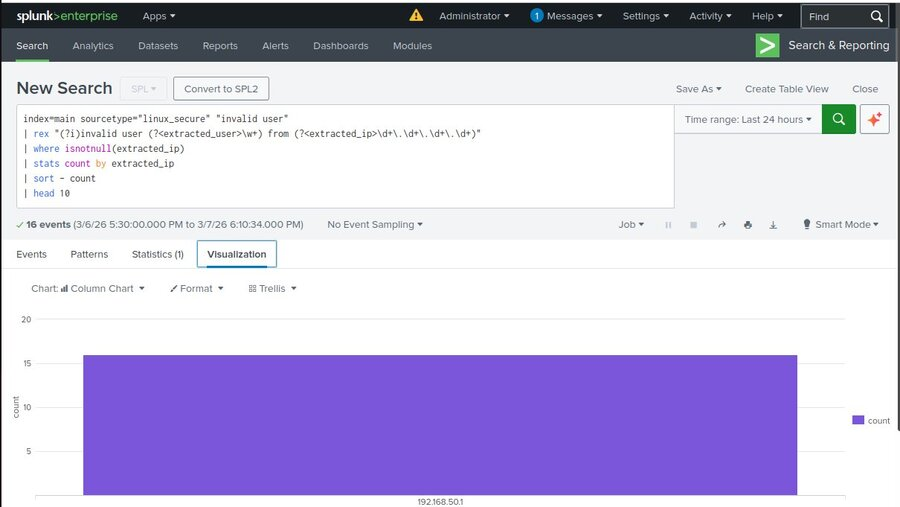 splunk>enterprise Apps Administrator 1 Messages Settings Activity Help Find
Search Analytics Datasets Reports Alerts Dashboards Modules Search & Reporting
New Search SPL Convert to SPL2 Save As Create Table View Close
index=main sourcetype="linux_secure" "invalid user"
| rex "(?i)invalid user (?<extracted_user>\w+) from (?<extracted_ip>\d+\.\d+\.\d+\.\d+)"
| where isnotnull(extracted_ip)
| stats count by extracted_ip
| sort - count
| head 10
Time range: Last 24 hours
16 events (3/6/26 5:30:00.000 PM to 3/7/26 6:10:34.000 PM) No Event Sampling Job Smart Mode
Events Patterns Statistics (1) Visualization
Chart: Column Chart Format Trellis
20
15
10
5
count
count
192.168.50.1